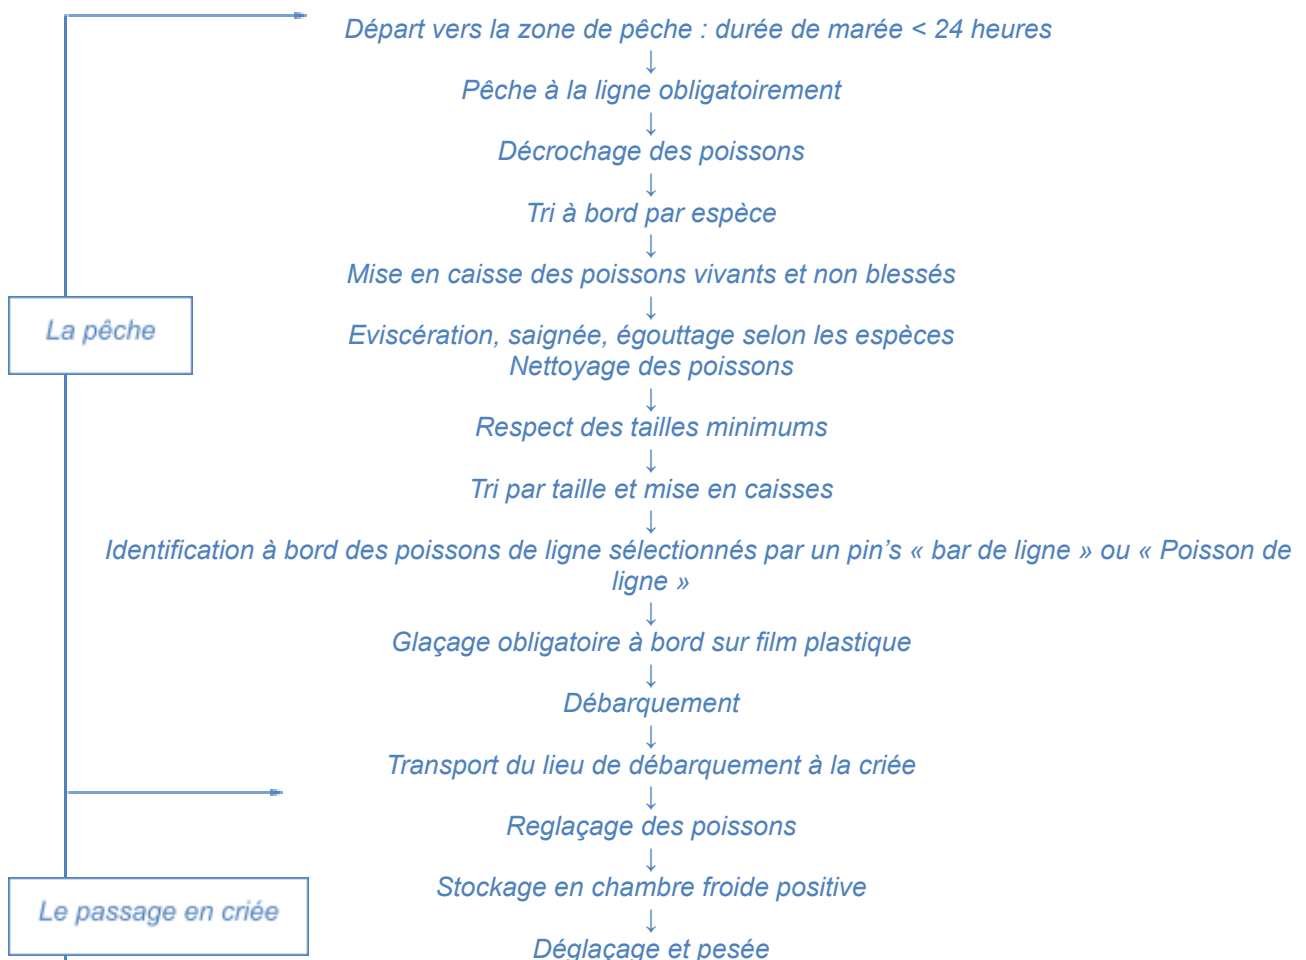 Départ vers la zone de pêche : durée de marée < 24 heures
↓
Pêche à la ligne obligatoirement
↓
Décrochage des poissons
↓
Tri à bord par espèce
↓
Mise en caisse des poissons vivants et non blessés
↓
La pêche
Eviscération, saignée, égouttage selon les espèces
Nettoyage des poissons
↓
Respect des tailles minimums
↓
Tri par taille et mise en caisses
↓
Identification à bord des poissons de ligne sélectionnés par un pin’s « bar de ligne » ou « Poisson de
ligne »
↓
Glaçage obligatoire à bord sur film plastique
↓
Débarquement
↓
Transport du lieu de débarquement à la criée
↓
Reglaçage des poissons
↓
Stockage en chambre froide positive
↓
Le passage en criée
Déglaçage et pesée